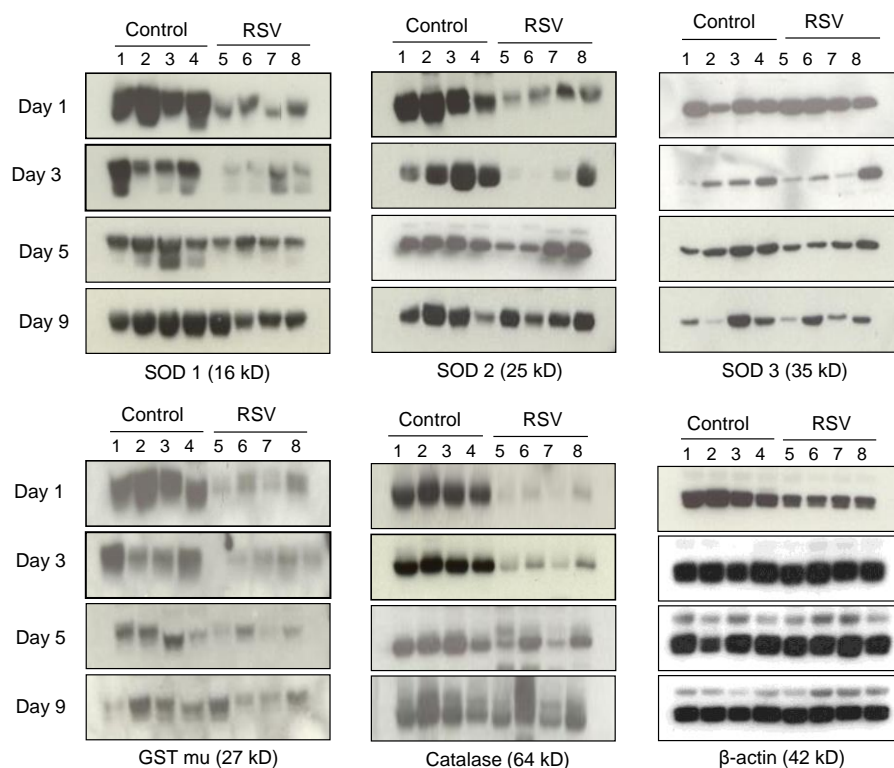 Control RSV Control RSV Control RSV
1 2 3 4 5 6 7 8 1 2 3 4 5 6 7 8 1 2 3 4 5 6 7 8
Day 1
Day 3
Day 5
Day 9
SOD 1 (16 kD) SOD 2 (25 kD) SOD 3 (35 kD)
Control RSV Control RSV Control RSV
1 2 3 4 5 6 7 8 1 2 3 4 5 6 7 8 1 2 3 4 5 6 7 8
Day 1
Day 3
Day 5
Day 9
GST mu (27 kD) Catalase (64 kD) β-actin (42 kD)